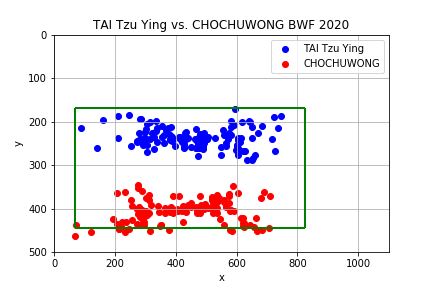 TAI Tzu Ying vs. CHOCHUWONG BWF 2020
TAI Tzu Ying
CHOCHUWONG
0
100
200
300
400
500
y
0 200 400 600 800 1000
x